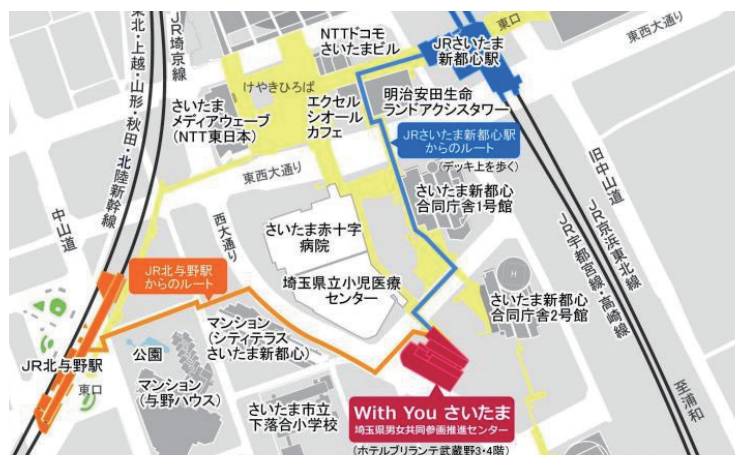 東北・上越・山形・秋田・北陸新幹線
JR埼京線
NTTドコモ
さいたまビル
JRさいたま
新都心駅
東口
東西大通り
けやきひろば
さいたま
メディアウェーブ
(NTT東日本)
エクセル
シオール
カフェ
明治安田生命
ランドアクシスタワー
JRさいたま新都心駅
からのルート
(デッキ上を歩く)
旧中山道
東西大通り
さいたま新都心
合同庁舎1号館
中山道
西大通り
さいたま赤十字
病院
JR京浜東北線
JR宇都宮線・高崎線
JR北与野駅
からのルート
埼玉県立小児医療
センター
H
さいたま新都心
合同庁舎2号館
マンション
(シティテラス
さいたま新都心)
公園
JR北与野駅
東口
マンション
(与野ハウス)
さいたま市立
下落合小学校
With You さいたま
埼玉県男女共同参画推進センター
(ホテルブリランテ武蔵野3・4階)
至浦和